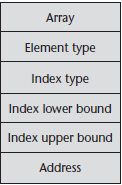 Array
Element type
Index type
Index lower bound
Index upper bound
Address